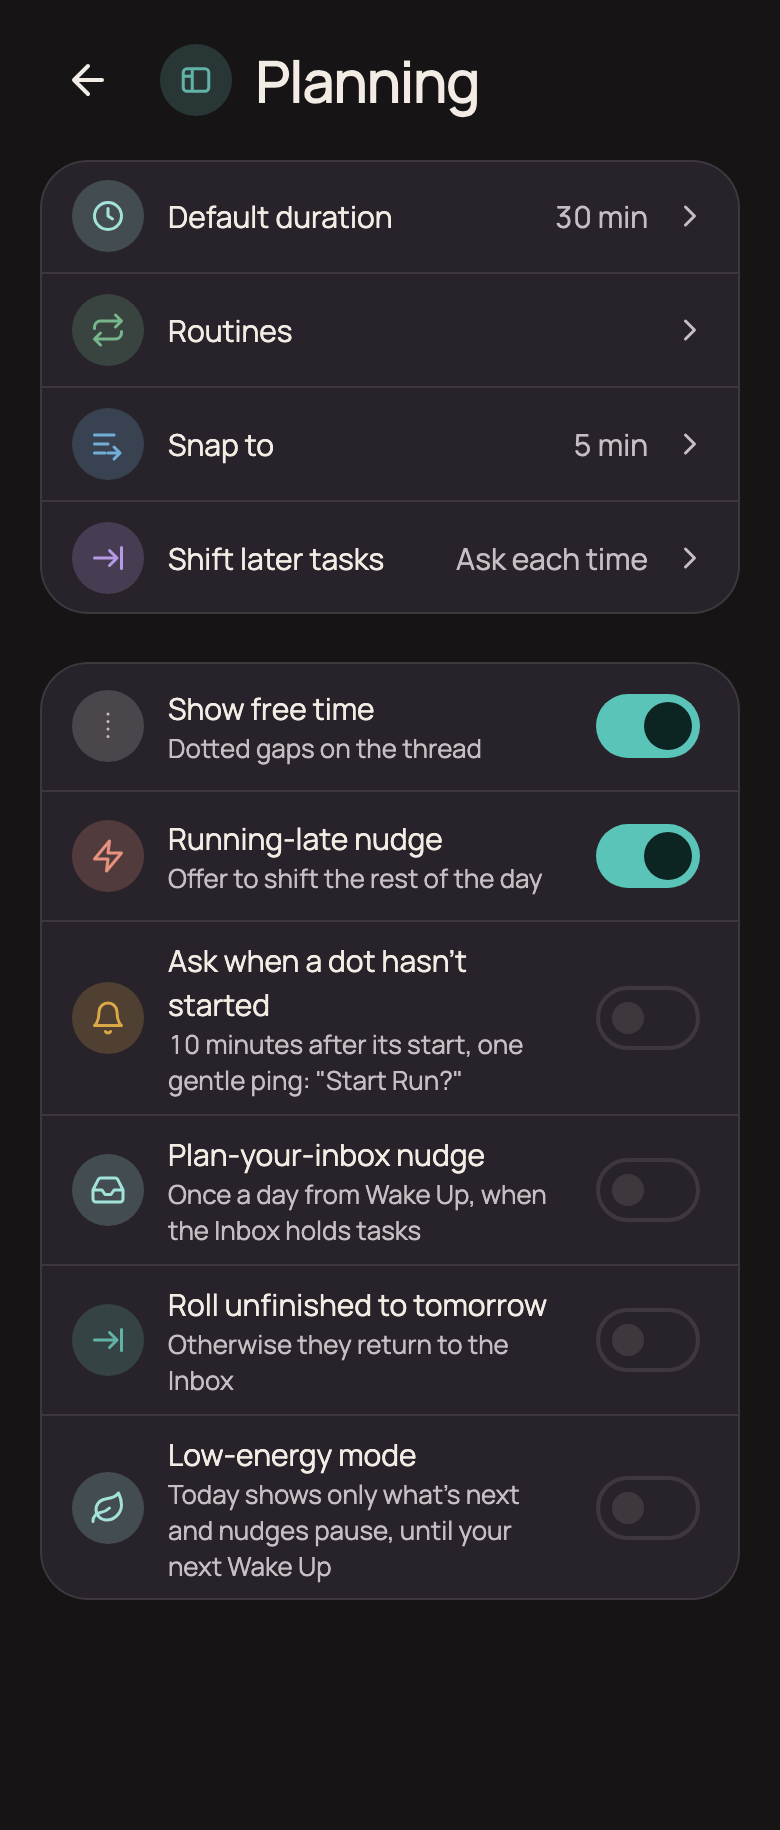 Planning
Default duration
30 min
Routines
Snap to
5 min
Shift later tasks
Ask each time
Show free time
Dotted gaps on the thread
Running-late nudge
Offer to shift the rest of the day
Ask when a dot hasn't
started
10 minutes after its start, one
gentle ping: "Start Run?"
Plan-your-inbox nudge
Once a day from Wake Up, when
the Inbox holds tasks
Roll unfinished to tomorrow
Otherwise they return to the
Inbox
Low-energy mode
Today shows only what's next
and nudges pause, until your
next Wake Up